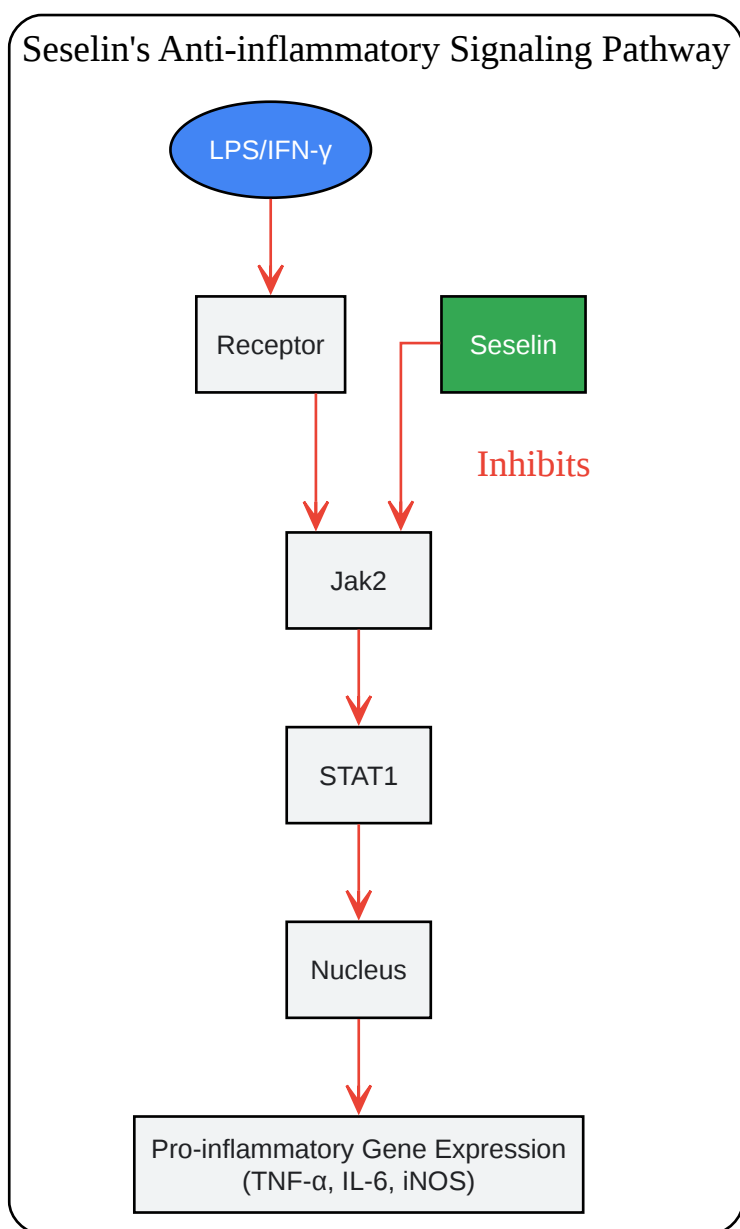 Seselin's Anti-inflammatory Signaling Pathway
LPS/IFN-γ
Receptor
Seselin
Inhibits
Jak2
STAT1
Nucleus
Pro-inflammatory Gene Expression
(TNF-α, IL-6, iNOS)